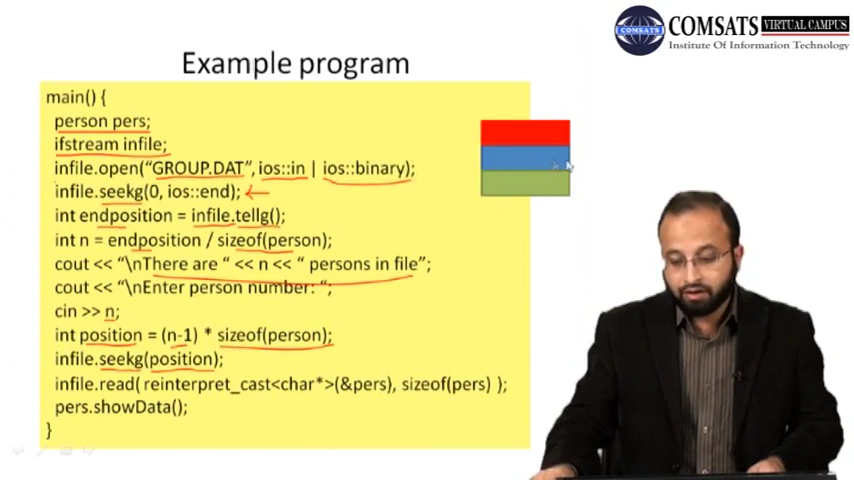 COMSATS VIRTUAL CAMPUS
Institute Of Information Technology
Example program
main() {
person pers;
ifstream infile;
infile.open(“GROUP.DAT”, ios::in | ios::binary);
infile.seekg(0, ios::end);
int endposition = infile.tellg();
int n = endposition / sizeof(person);
cout << “\nThere are “ << n << “ persons in file”;
cout << “\nEnter person number: “;
cin >> n;
int position = (n-1) * sizeof(person);
infile.seekg(position);
infile.read( reinterpret_cast<char*>(&pers), sizeof(pers) );
pers.showData();
}